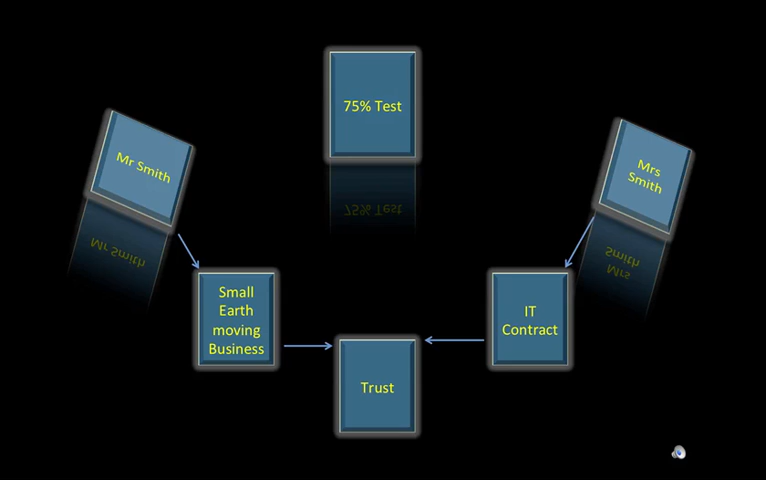 75% Test
Mr Smith
Mrs
Smith
Small
Earth
moving
Business
IT
Contract
Trust